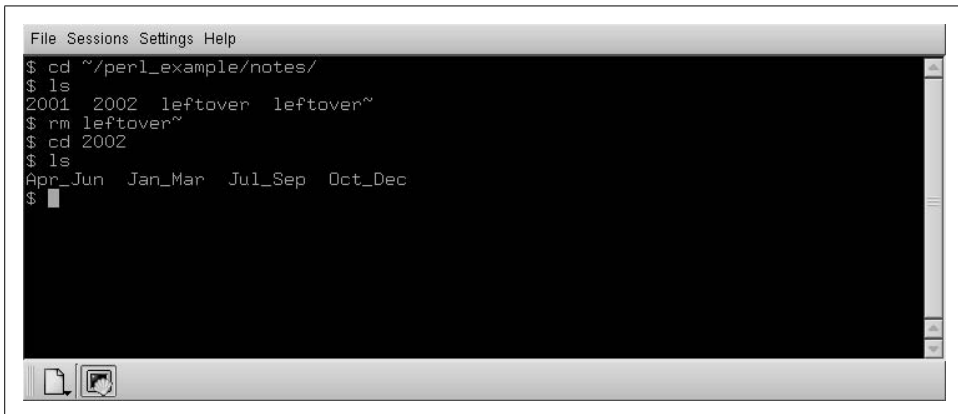 File Sessions Settings Help
$ cd ~/perl_example/notes/
$ ls
2001  2002  leftover  leftover~
$ rm leftover~
$ cd 2002
$ ls
Apr_Jun  Jan_Mar  Jul_Sep  Oct_Dec
$